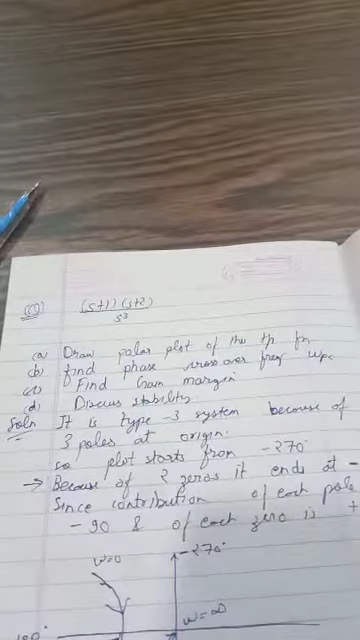 (Q) (s+1)(s+2)
s³
(a) Draw polar plot of the
(b) find phase cross over freq wpc
(c) Find Gain margin
(d) Discuss stability.
Soln It is type-3 system because of
3 poles at origin.
so plot starts from -270°
→ Because of 2 zeros it ends at -
Since contribution of each pole
-90 & of each zero is +
w=0
-270°
w=∞